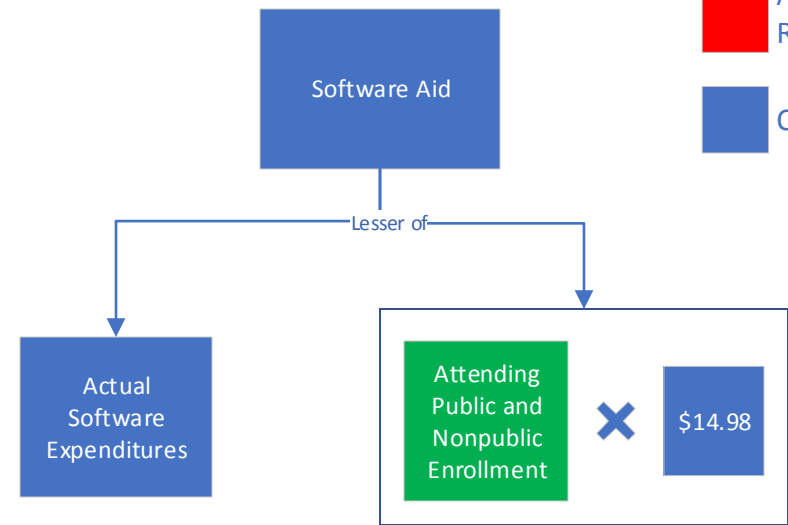 Software Aid
Lesser of
Actual
Software
Expenditures
Attending
Public and
Nonpublic
Enrollment
$14.98